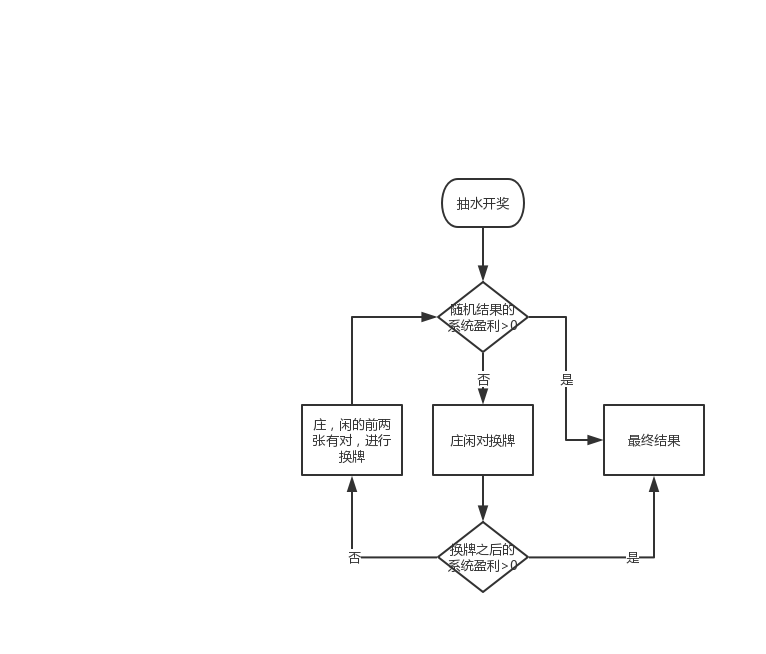 抽水开奖
随机结果的
系统盈利>0
否
是
庄，闲的前两
张有对，进行
换牌
庄闲对换牌
最终结果
换牌之后的
系统盈利>0
否
是